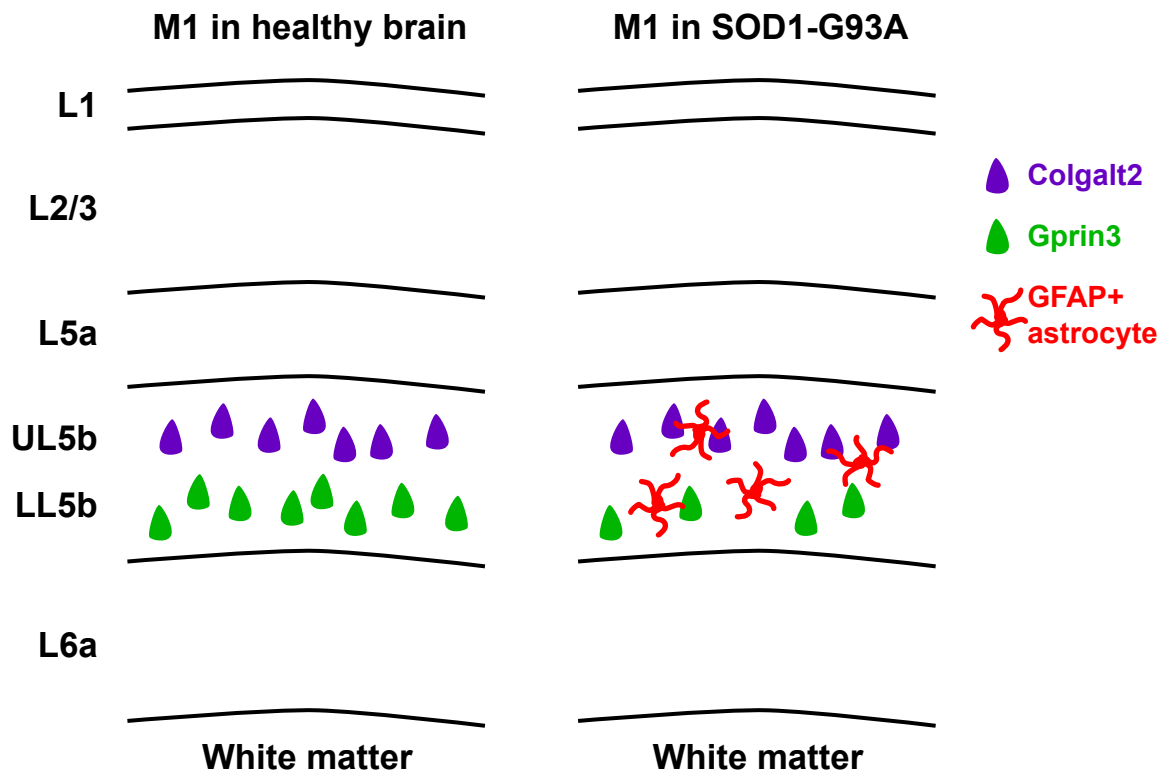 M1 in healthy brain
M1 in SOD1-G93A
L1
L2/3
L5a
UL5b
LL5b
L6a
White matter
White matter
Colgalt2
Gprin3
GFAP+
astrocyte